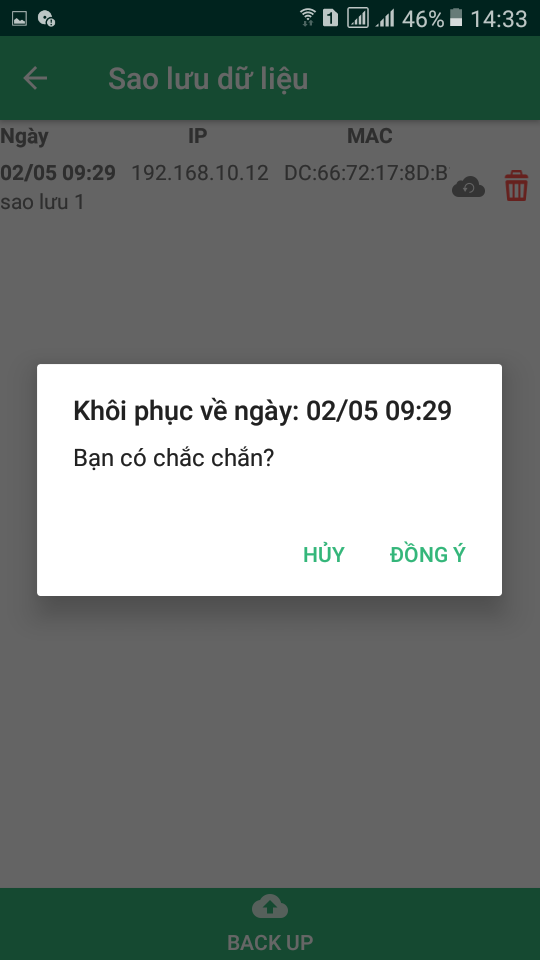 1 46% 14:33
Sao lưu dữ liệu
Ngày IP MAC
02/05 09:29 192.168.10.12 DC:66:72:17:8D:B
sao lưu 1
Khôi phục về ngày: 02/05 09:29
Bạn có chắc chắn?
HỦY ĐỒNG Ý
BACK UP